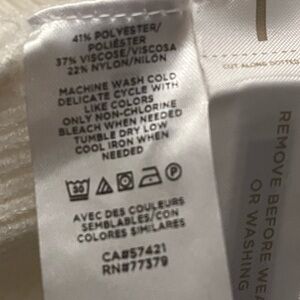 41% POLYESTER/
POLIÉSTER
37% VISCOSE/VISCOSA
22% NYLON/NILÓN
MACHINE WASH COLD
DELICATE CYCLE WITH
LIKE COLORS
ONLY NON-CHLORINE
BLEACH WHEN NEEDED
TUMBLE DRY LOW
COOL IRON WHEN
NEEDED
30
P
AVEC DES COULEURS
SEMBLABLES/CON
COLORES SIMILARES
CA#57421
RN#77379
CUT ALONG DOTTED
REMOVE BEFORE WEA
OR WASHING